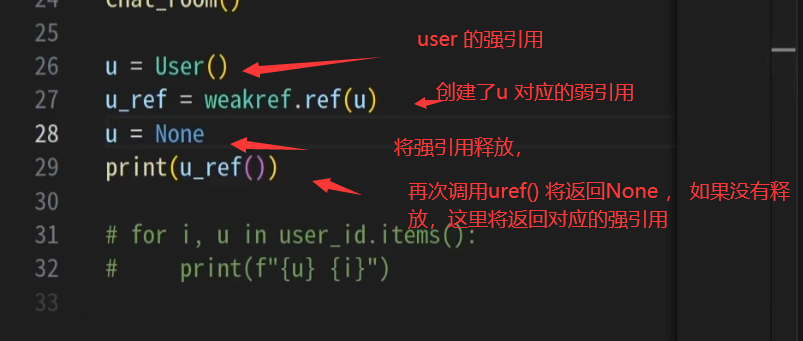 24 chat_room()
25
26 u = User()
user 的强引用
27 u_ref = weakref.ref(u)
创建了u 对应的弱引用
28 u = None
将强引用释放，
29 print(u_ref())
再次调用uref() 将返回None ， 如果没有释
放，这里将返回对应的强引用
30
31 # for i, u in user_id.items():
32 #     print(f"{u} {i}")
33